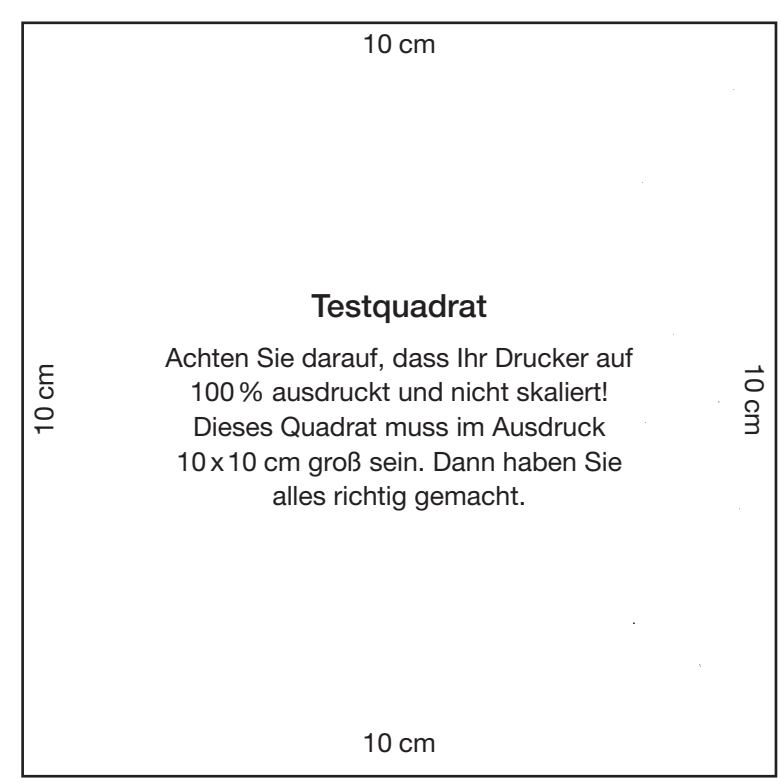 10 cm
Testquadrat
Achten Sie darauf, dass Ihr Drucker auf
100 % ausdruckt und nicht skaliert!
Dieses Quadrat muss im Ausdruck
10 x 10 cm groß sein. Dann haben Sie
alles richtig gemacht.
10 cm
10 cm
10 cm